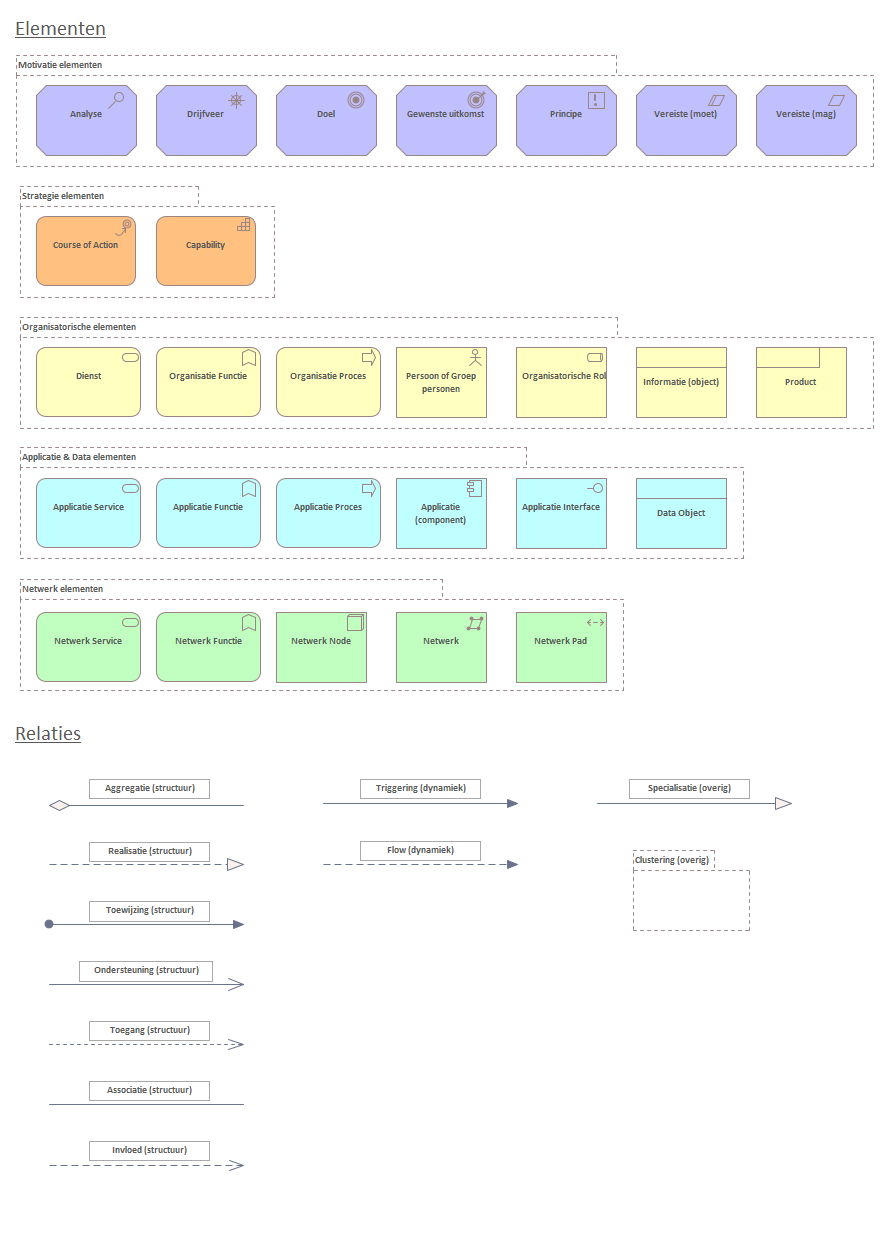 Elementen
Motivatie elementen
Analyse
Drijfveer
Doel
Gewenste uitkomst
Principe
Vereiste (moet)
Vereiste (mag)
Strategie elementen
Course of Action
Capability
Organisatorische elementen
Dienst
Organisatie Functie
Organisatie Proces
Persoon of Groep
personen
Organisatorische Rol
Informatie (object)
Product
Applicatie & Data elementen
Applicatie Service
Applicatie Functie
Applicatie Proces
Applicatie
(component)
Applicatie Interface
Data Object
Netwerk elementen
Netwerk Service
Netwerk Functie
Netwerk Node
Netwerk
Netwerk Pad
Relaties
Aggregatie (structuur)
Triggering (dynamiek)
Specialisatie (overig)
Realisatie (structuur)
Flow (dynamiek)
Clustering (overig)
Toewijzing (structuur)
Ondersteuning (structuur)
Toegang (structuur)
Associatie (structuur)
Invloed (structuur)